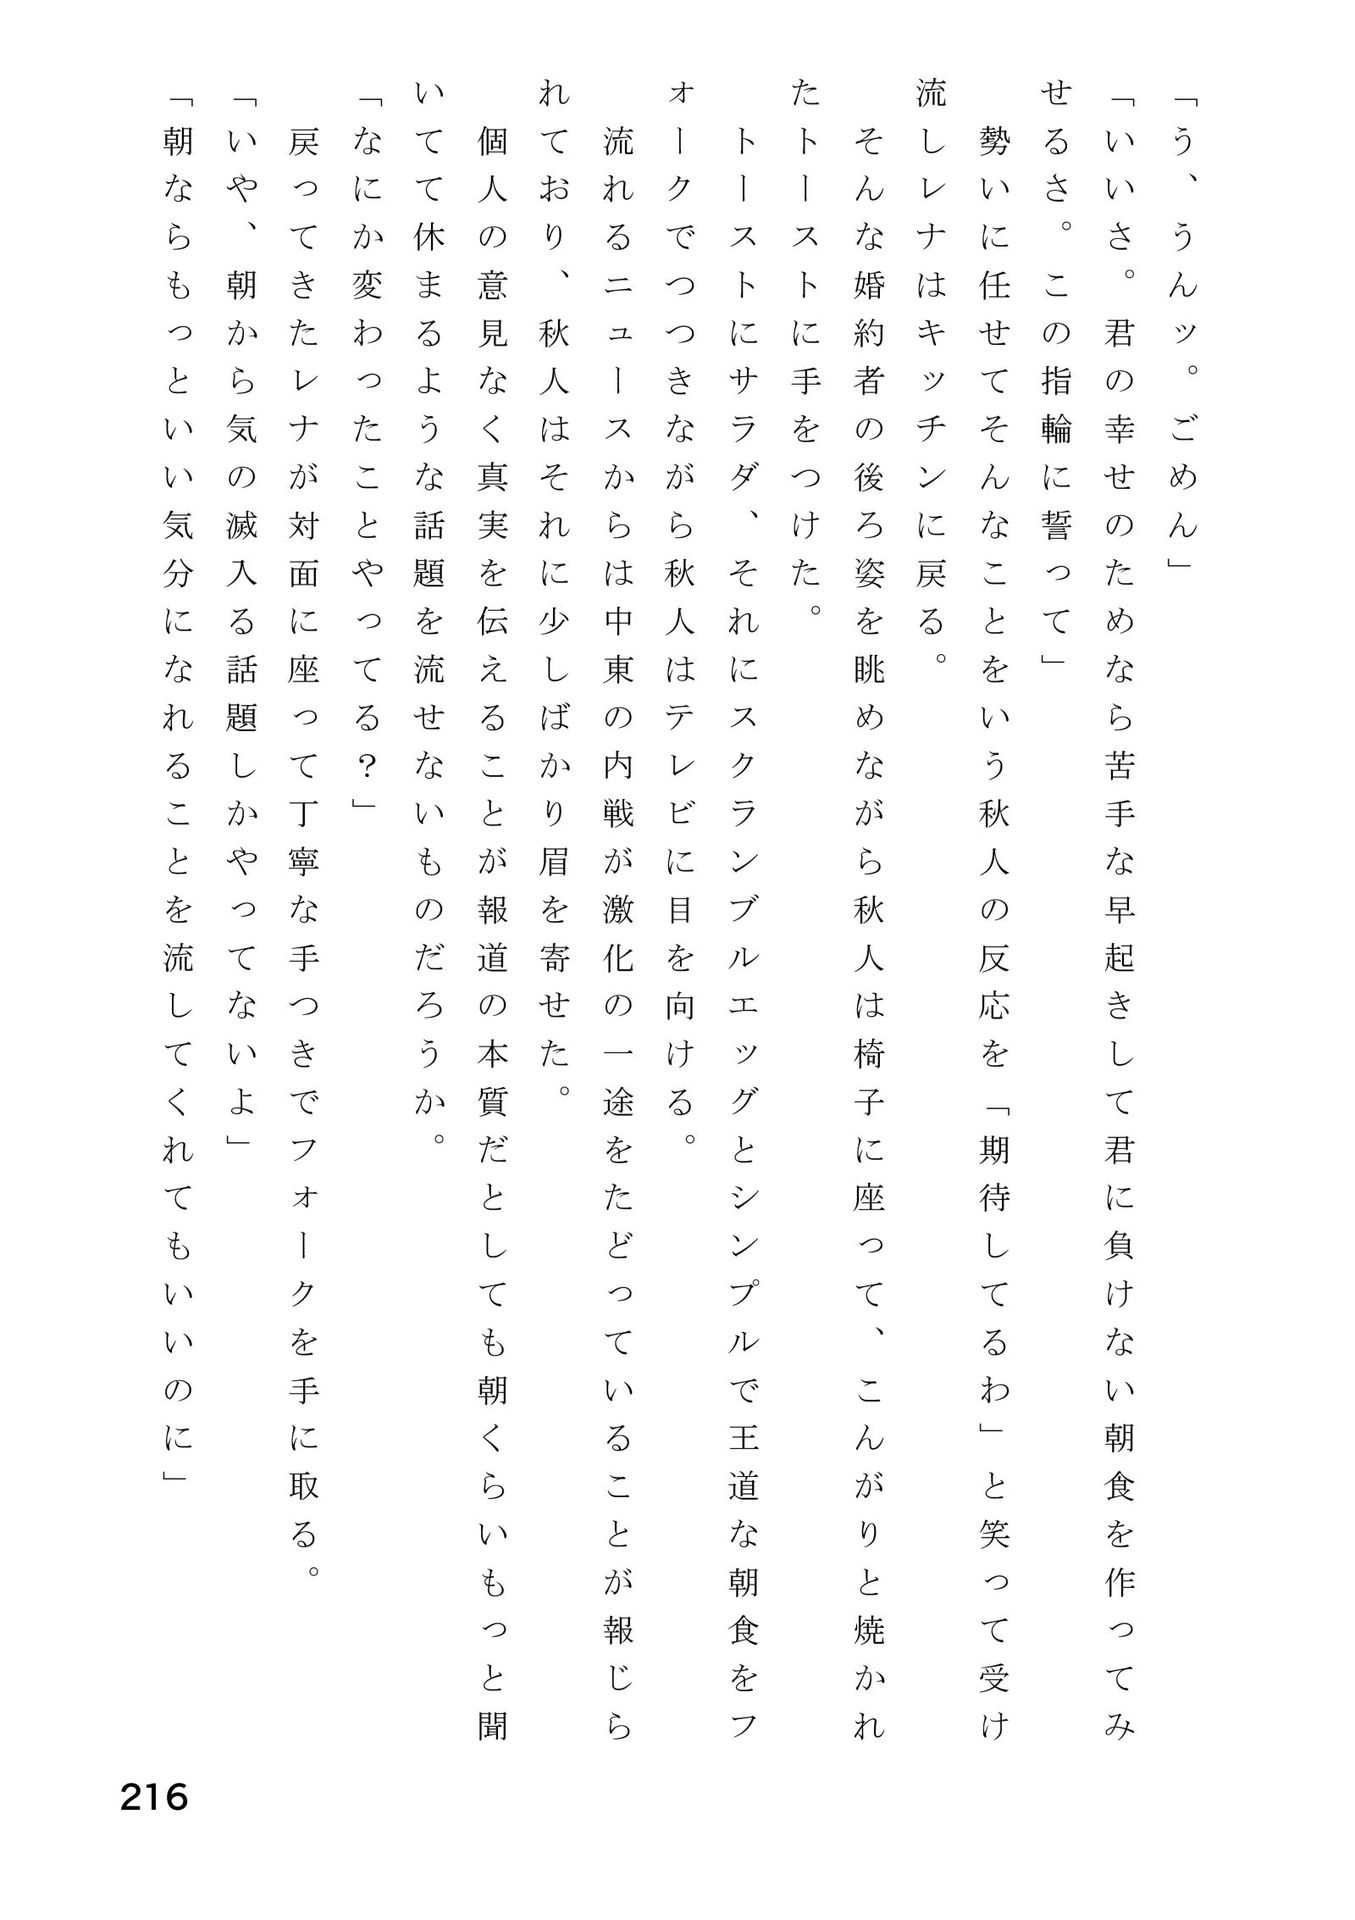 「う、うんッ。ごめん」
「いいさ。君の幸せのためなら苦手な早起きして君に負けない朝食を作ってみ
せるさ。この指輪に誓って」
　勢いに任せてそんなことをいう秋人の反応を「期待してるわ」と笑って受け
流しレナはキッチンに戻る。
　そんな婚約者の後ろ姿を眺めながら秋人は椅子に座って、こんがりと焼かれ
たトーストに手をつけた。
　トーストにサラダ、それにスクランブルエッグとシンプルで王道な朝食をフ
ォークでつつきながら秋人はテレビに目を向ける。
　流れるニュースからは中東の内戦が激化の一途をたどっていることが報じら
れており、秋人はそれに少しばかり眉を寄せた。
　個人の意見なく真実を伝えることが報道の本質だとしても朝くらいもっと聞
いてて休まるような話題を流せないものだろうか。
「なにか変わったことやってる？」
　戻ってきたレナが対面に座って丁寧な手つきでフォークを手に取る。
「いや、朝から気の滅入る話題しかやってないよ」
「朝ならもっといい気分になれることを流してくれてもいいのに」
216